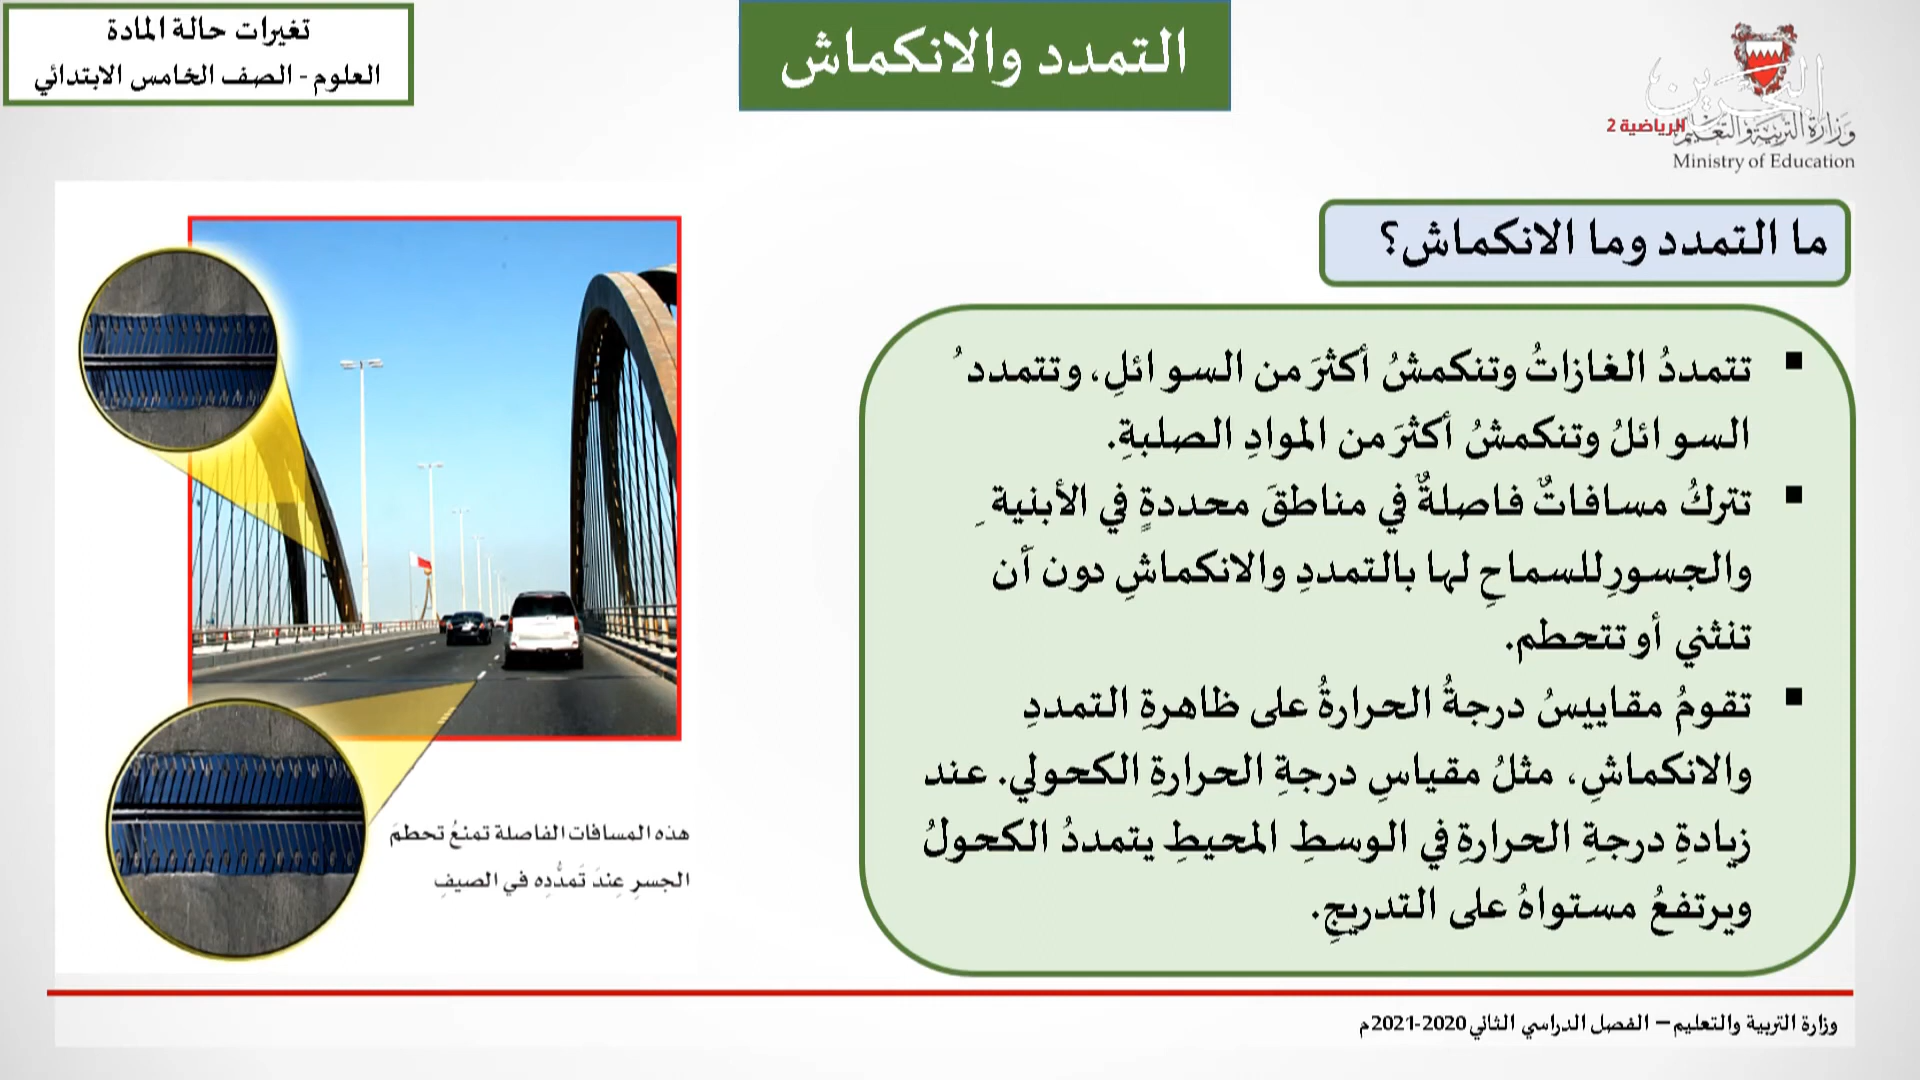 تغيرات حالة المادة
العلوم - الصف الخامس الابتدائي
التمدد والانكماش
البحرين
الرياضية 2
وزارة التربية والتعليم
Ministry of Education
ما التمدد وما الانكماش؟
▪ تتمددُ الغازاتُ وتنكمشُ أكثرَ من السوائلِ، وتتمددُ
السوائلُ وتنكمشُ أكثرَ من الموادِ الصلبةِ.
▪ تتركُ مسافاتٌ فاصلةٌ في مناطقَ محددةٍ في الأبنيةِ
والجسورِ للسماحِ لها بالتمددِ والانكماشِ دون أن
تنثني أو تتحطم.
▪ تقومُ مقاييسُ درجةُ الحرارةُ على ظاهرةِ التمددِ
والانكماشِ، مثلُ مقياسِ درجةِ الحرارةِ الكحولي. عند
زيادةِ درجةِ الحرارةِ في الوسطِ المحيطِ يتمددُ الكحولُ
ويرتفعُ مستواهُ على التدريجِ.
هذه المسافات الفاصلة تمنعُ تحطمَ
الجسرِ عِندَ تَمدُّدِه في الصيفِ
وزارة التربية والتعليم – الفصل الدراسي الثاني 2020-2021م